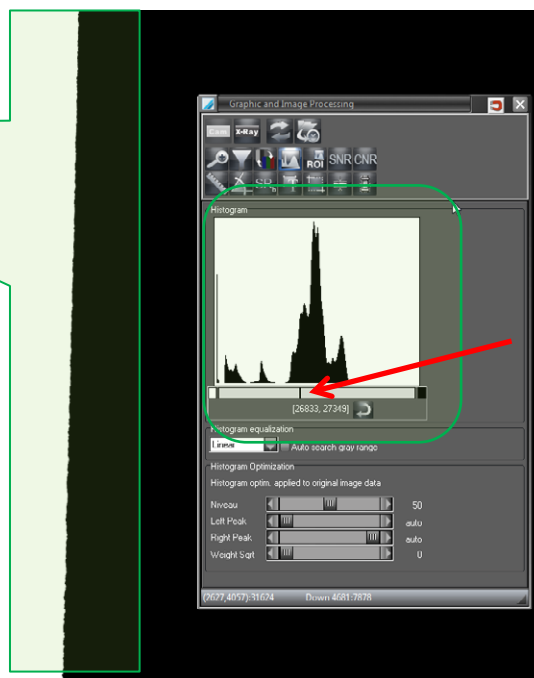 Graphic and Image Processing
Cam X-Ray
ROI SNR CNR
SR
Histogram
[26833, 27349]
Histogram equalization
Linear Auto search gray range
Histogram Optimization
Histogram optim. applied to original image data
Niveau 50
Left Peak auto
Right Peak auto
Weight Sqrt 0
(2627,4057):31624 Down 4681:7878